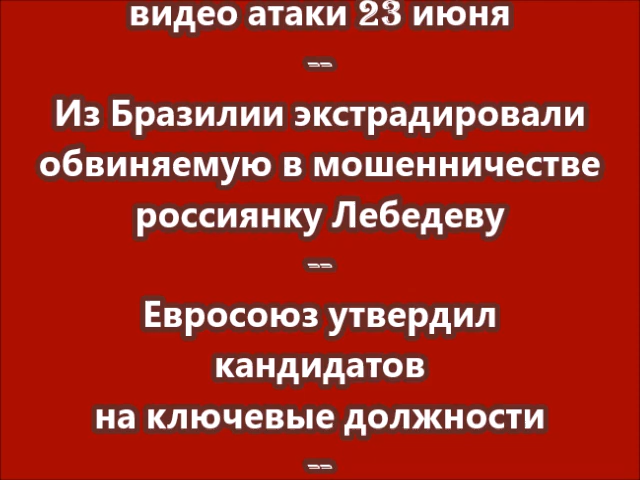 видео атаки 23 июня
--
Из Бразилии экстрадировали
обвиняемую в мошенничестве
россиянку Лебедеву
--
Евросоюз утвердил
кандидатов
на ключевые должности
--